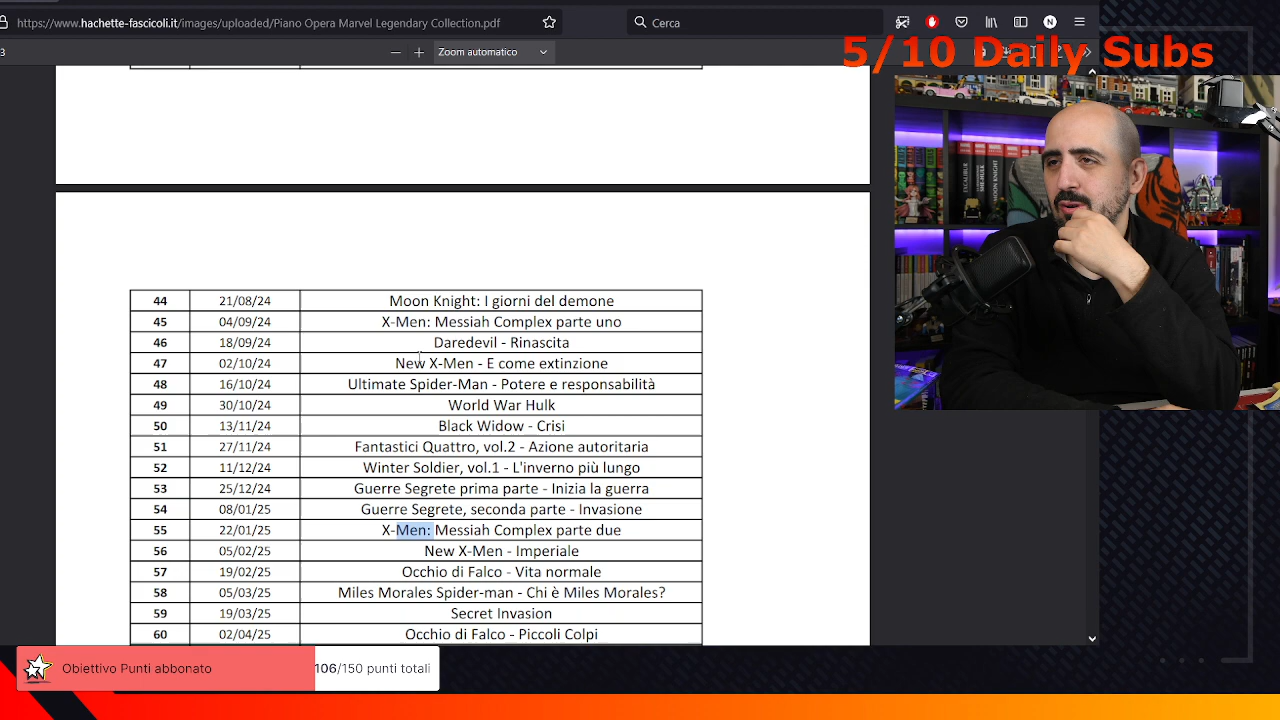 https://www.hachette-fascicoli.it/images/uploaded/Piano Opera Marvel Legendary Collection.pdf
Cerca
N
3
Zoom automatico
5/10 Daily Subs
EXCALIBUR
SHE-HULK
MOON KNIGHT
44 21/08/24 Moon Knight: I giorni del demone
45 04/09/24 X-Men: Messiah Complex parte uno
46 18/09/24 Daredevil - Rinascita
47 02/10/24 New X-Men - E come extinzione
48 16/10/24 Ultimate Spider-Man - Potere e responsabilità
49 30/10/24 World War Hulk
50 13/11/24 Black Widow - Crisi
51 27/11/24 Fantastici Quattro, vol.2 - Azione autoritaria
52 11/12/24 Winter Soldier, vol.1 - L'inverno più lungo
53 25/12/24 Guerre Segrete prima parte - Inizia la guerra
54 08/01/25 Guerre Segrete, seconda parte - Invasione
55 22/01/25 X-Men: Messiah Complex parte due
56 05/02/25 New X-Men - Imperiale
57 19/02/25 Occhio di Falco - Vita normale
58 05/03/25 Miles Morales Spider-man - Chi è Miles Morales?
59 19/03/25 Secret Invasion
60 02/04/25 Occhio di Falco - Piccoli Colpi
Obiettivo Punti abbonato
106/150 punti totali